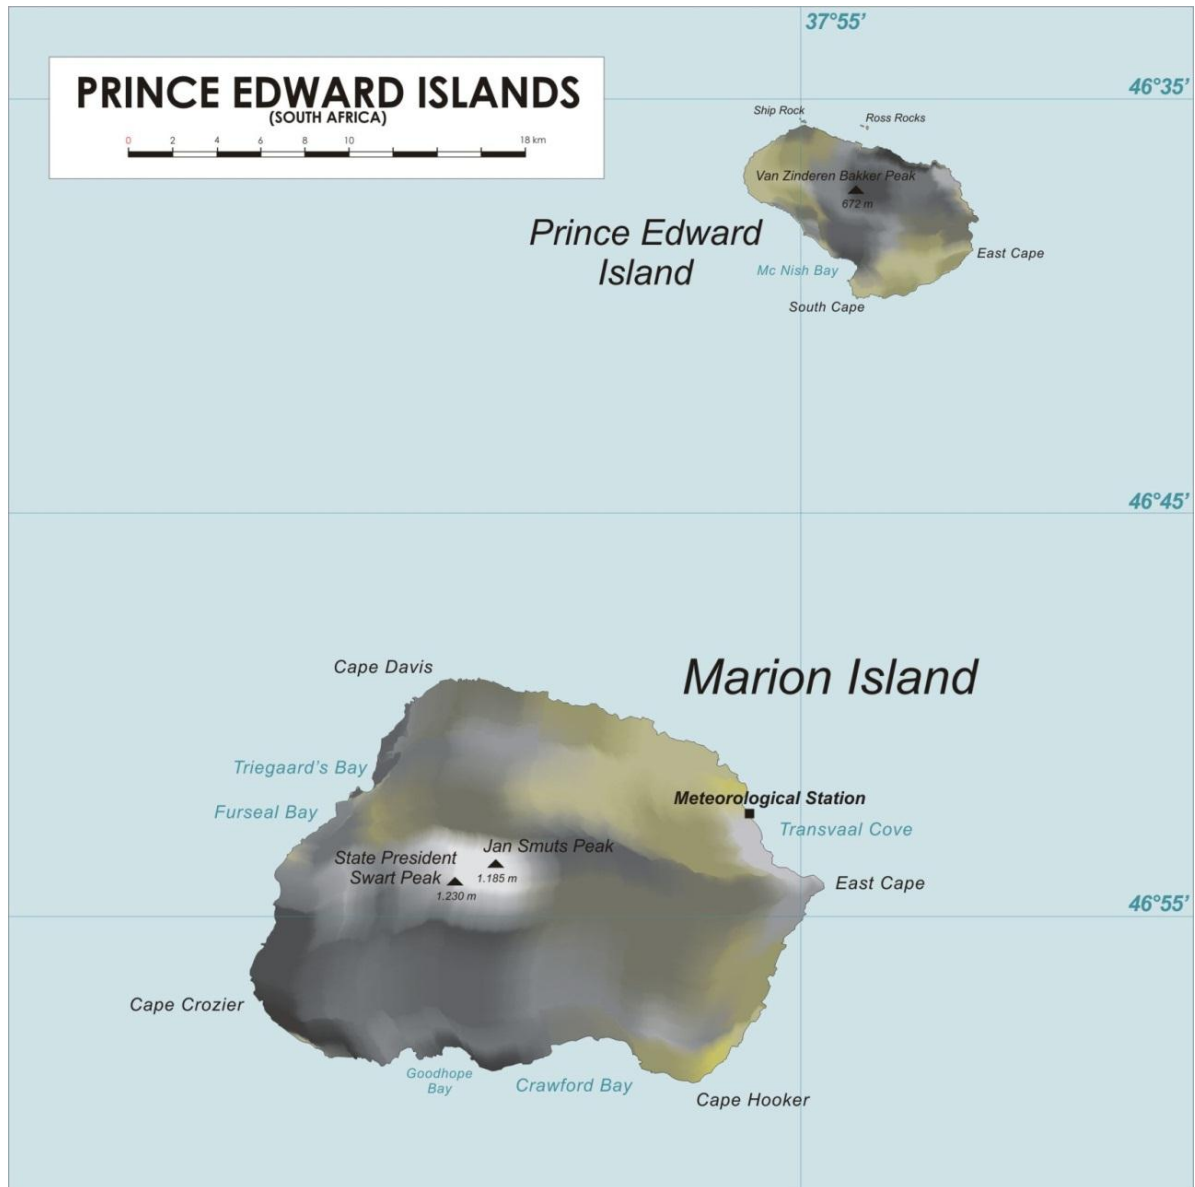 37°55'
PRINCE EDWARD ISLANDS
(SOUTH AFRICA)
0 2 4 6 8 10 18 km
46°35'
Ship Rock
Ross Rocks
Van Zinderen Bakker Peak
672 m
Prince Edward
Island
East Cape
Mc Nish Bay
South Cape
46°45'
Cape Davis
Marion Island
Triegaard's Bay
Furseal Bay
Meteorological Station
Transvaal Cove
Jan Smuts Peak
1.185 m
State President
Swart Peak
1.230 m
East Cape
46°55'
Cape Crozier
Goodhope
Bay
Crawford Bay
Cape Hooker